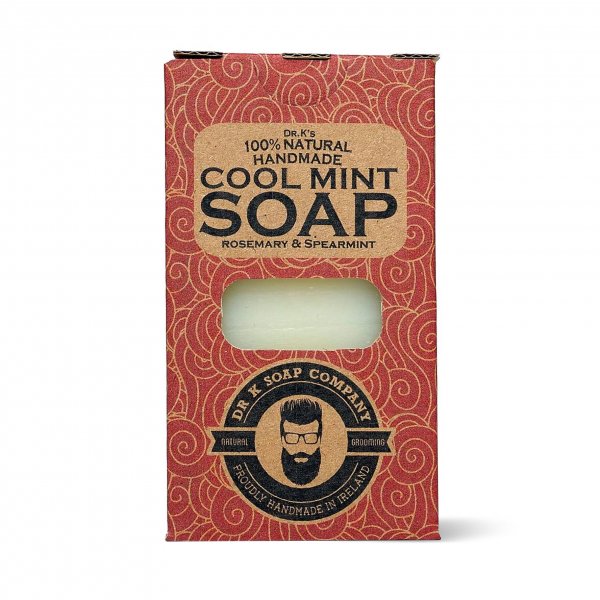 Dr.K's
100% Natural
Handmade
Cool Mint
Soap
Rosemary & Spearmint
DR K SOAP COMPANY
NATURAL
GROOMING
PROUDLY HANDMADE IN IRELAND